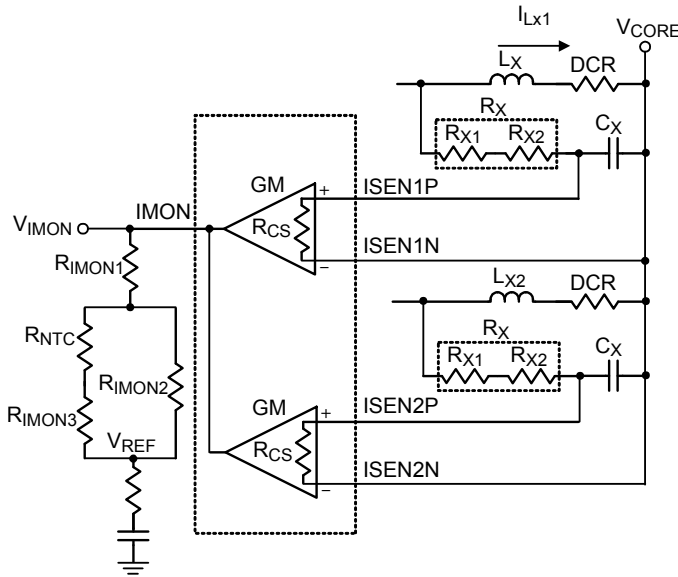 I_Lx1
V_CORE
L_X DCR
R_X
R_X1 R_X2 C_X
GM + ISEN1P
V_IMON IMON R_CS
− ISEN1N
R_IMON1
L_X2 DCR
R_NTC R_X
R_X1 R_X2 C_X
R_IMON2
GM + ISEN2P
R_IMON3
V_REF R_CS
− ISEN2N